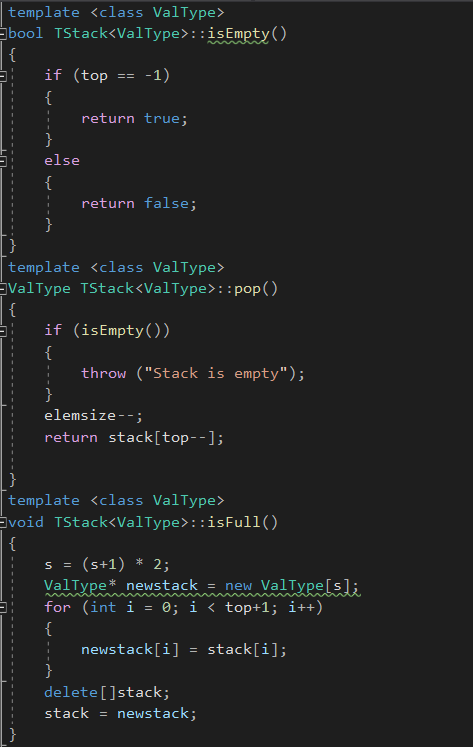 template <class ValType>
bool TStack<ValType>::isEmpty()
{
    if (top == -1)
    {
        return true;
    }
    else
    {
        return false;
    }
}
template <class ValType>
ValType TStack<ValType>::pop()
{
    if (isEmpty())
    {
        throw ("Stack is empty");
    }
    elemsize--;
    return stack[top--];

}
template <class ValType>
void TStack<ValType>::isFull()
{
    s = (s+1) * 2;
    ValType* newstack = new ValType[s];
    for (int i = 0; i < top+1; i++)
    {
        newstack[i] = stack[i];
    }
    delete[]stack;
    stack = newstack;
}